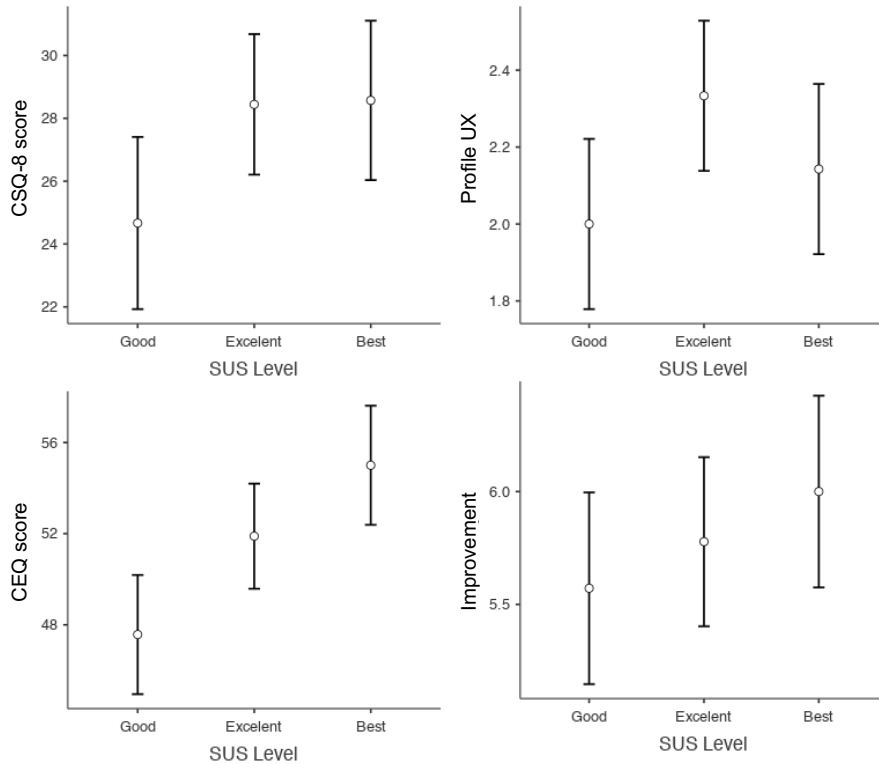 CSQ-8 score
30
28
26
24
22
Good Excelent Best
SUS Level
Profile UX
2.4
2.2
2.0
1.8
Good Excelent Best
SUS Level
CEQ score
56
52
48
Good Excelent Best
SUS Level
Improvement
6.0
5.5
Good Excelent Best
SUS Level